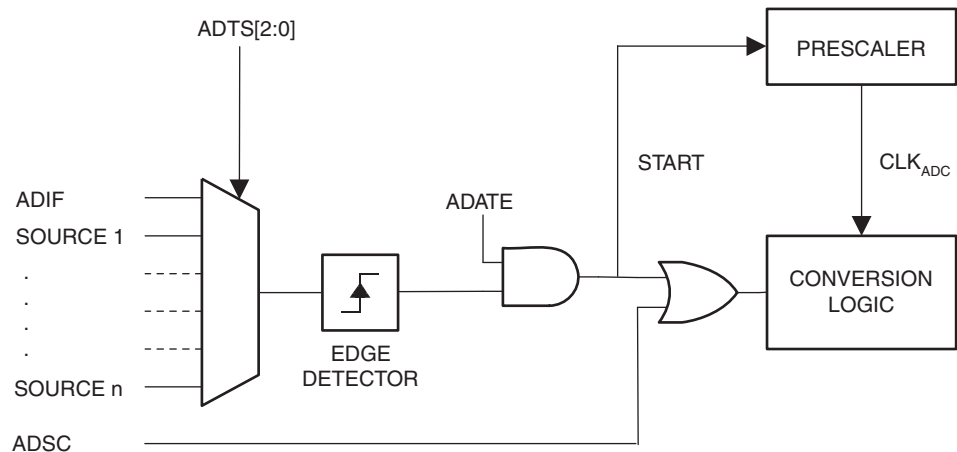 ADTS[2:0]
PRESCALER
START
CLKADC
ADIF
ADATE
SOURCE 1
.
.
.
.
CONVERSION
LOGIC
EDGE
DETECTOR
SOURCE n
ADSC